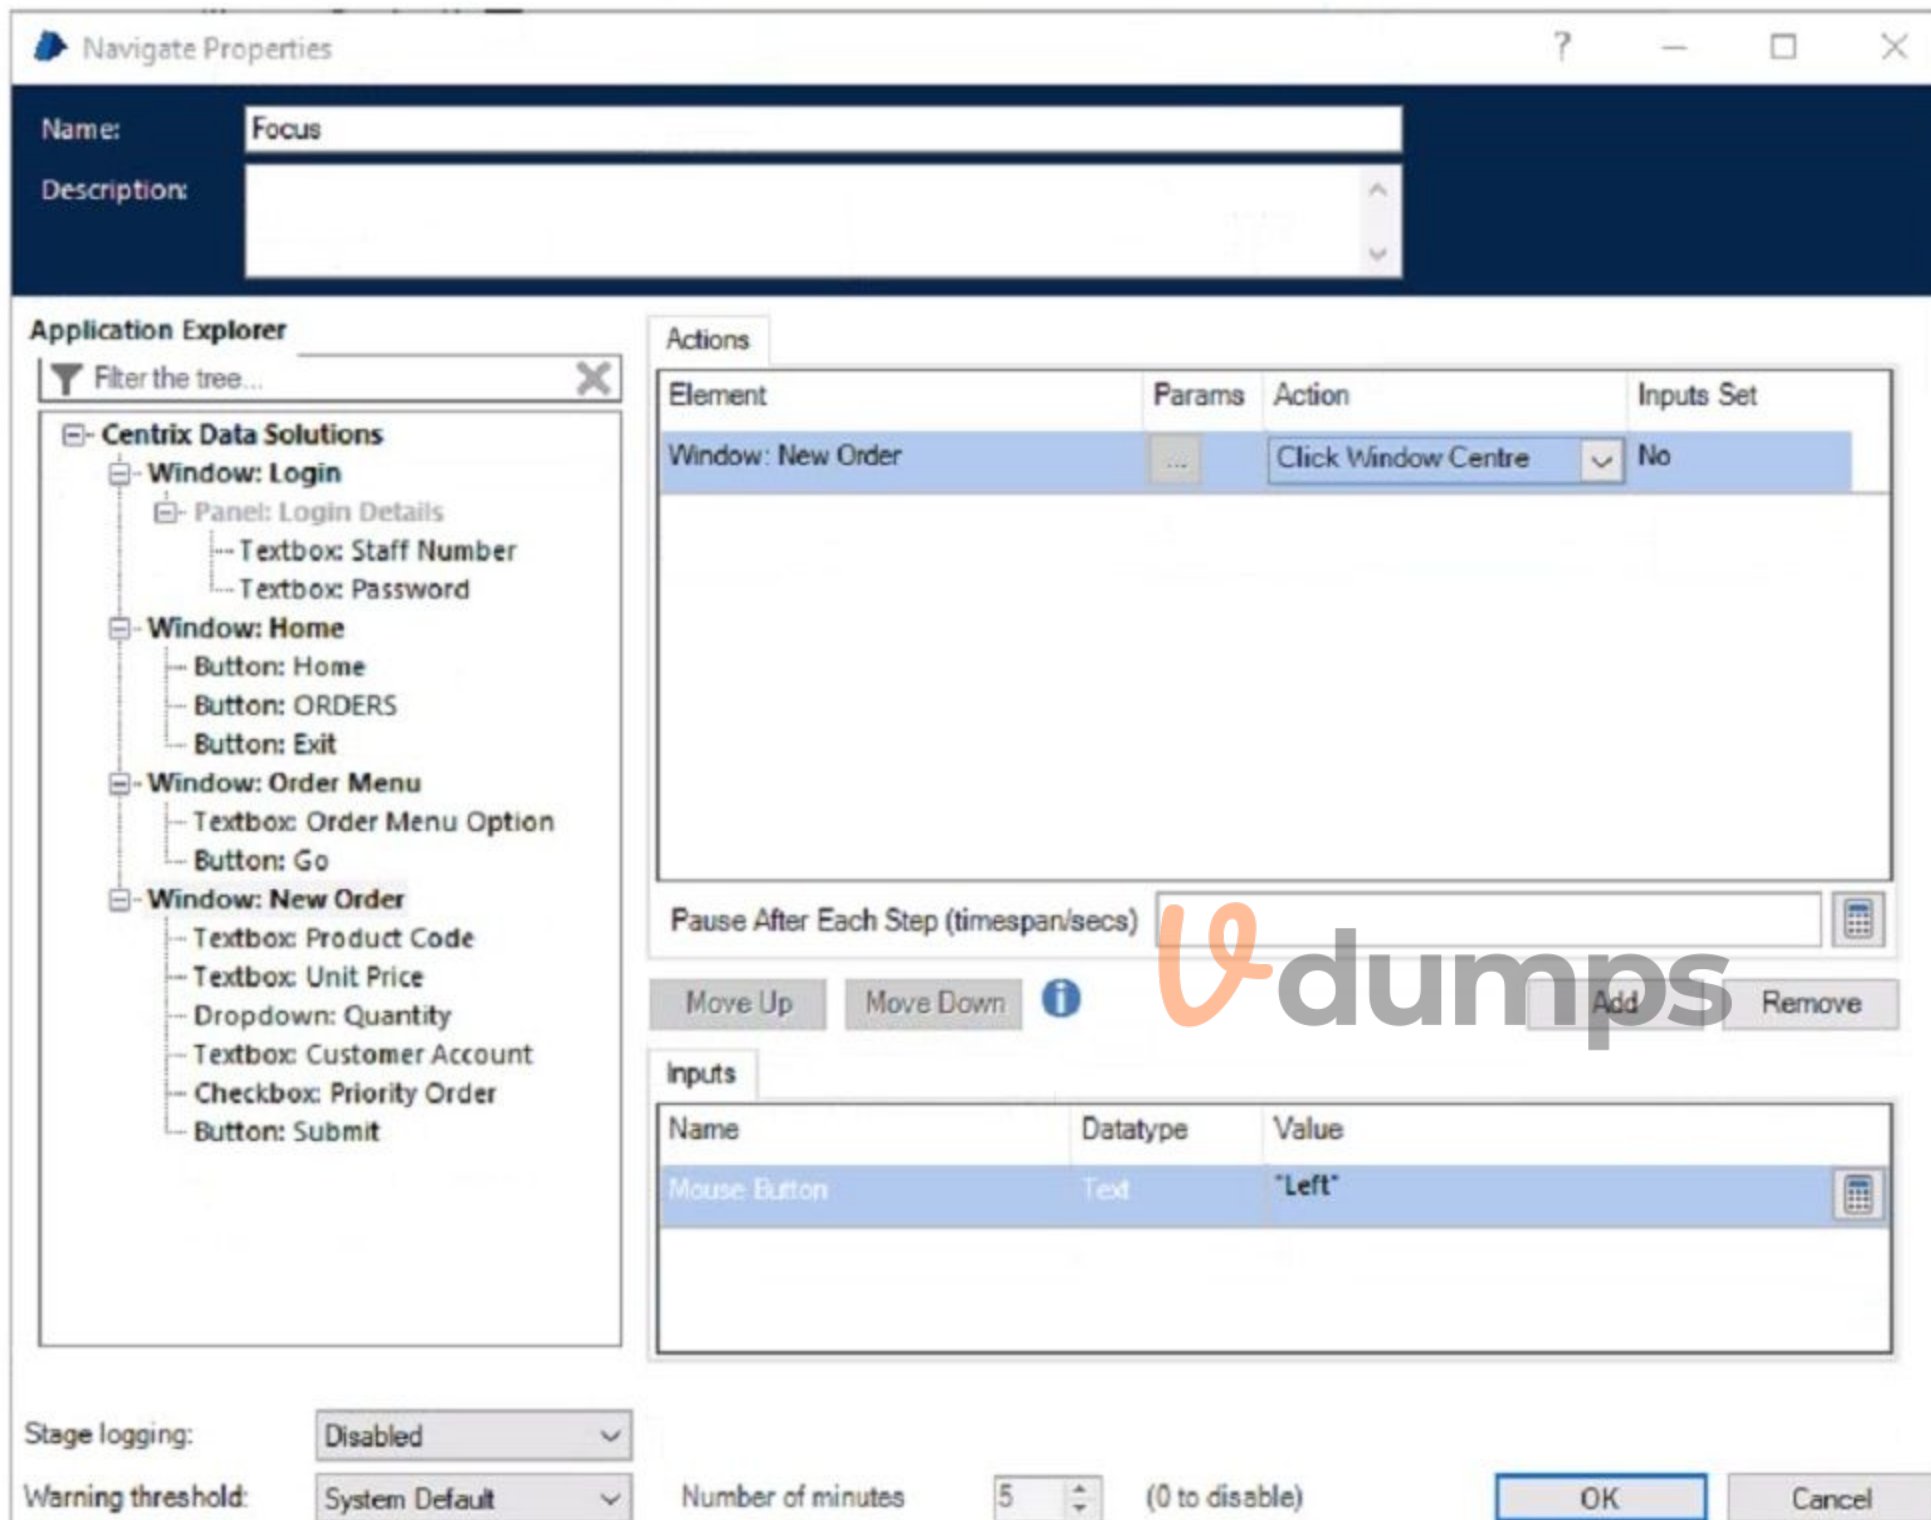 Navigate Properties
?
Name: Focus
Description:
Application Explorer
Filter the tree...
Centrix Data Solutions
Window: Login
Panel: Login Details
Textbox: Staff Number
Textbox: Password
Window: Home
Button: Home
Button: ORDERS
Button: Exit
Window: Order Menu
Textbox: Order Menu Option
Button: Go
Window: New Order
Textbox: Product Code
Textbox: Unit Price
Dropdown: Quantity
Textbox: Customer Account
Checkbox: Priority Order
Button: Submit
Actions
Element Params Action Inputs Set
Window: New Order ... Click Window Centre No
Pause After Each Step (timespan/secs)
Vdumps
Move Up Move Down i Add Remove
Inputs
Name Datatype Value
Mouse Button Text "Left"
Stage logging: Disabled
Warning threshold: System Default Number of minutes 5 (0 to disable) OK Cancel